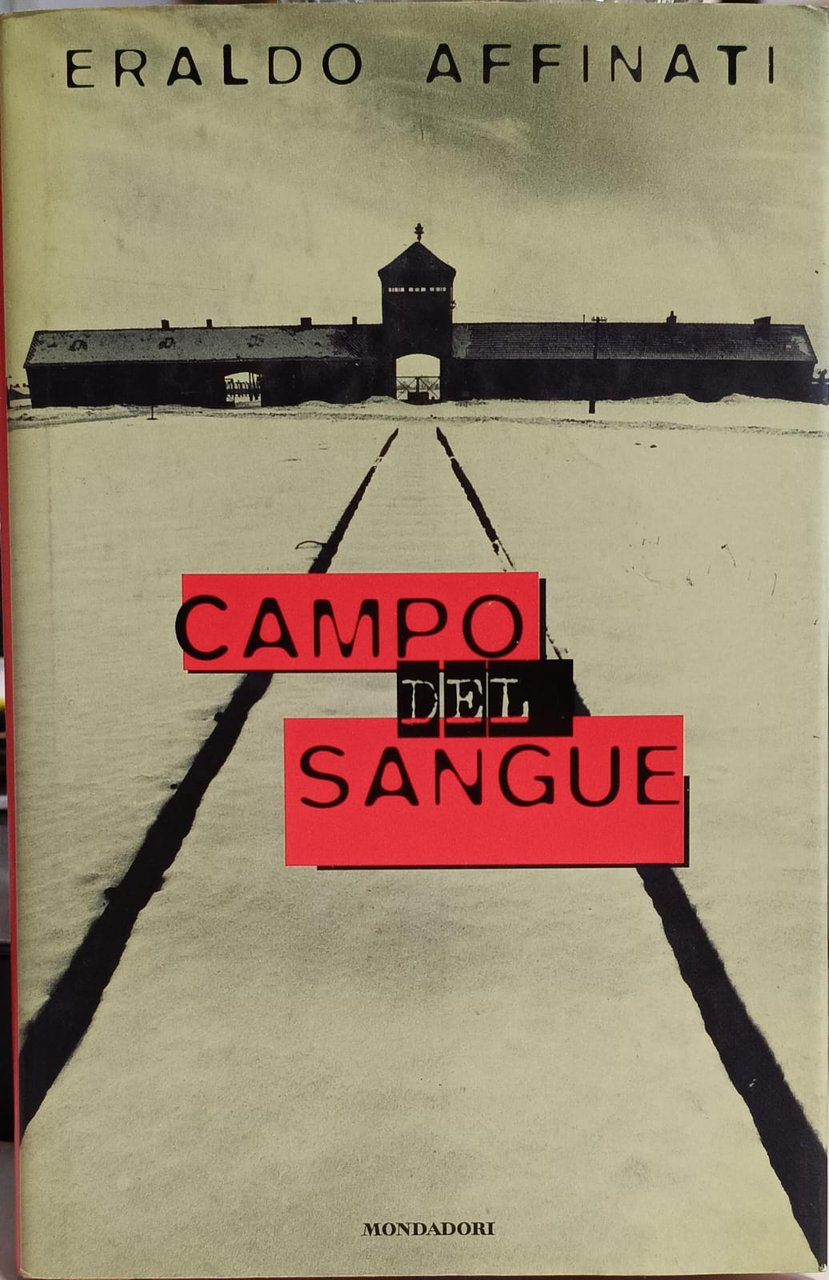 ERALDO AFFINATI
CAMPO
DEL
SANGUE
MONDADORI